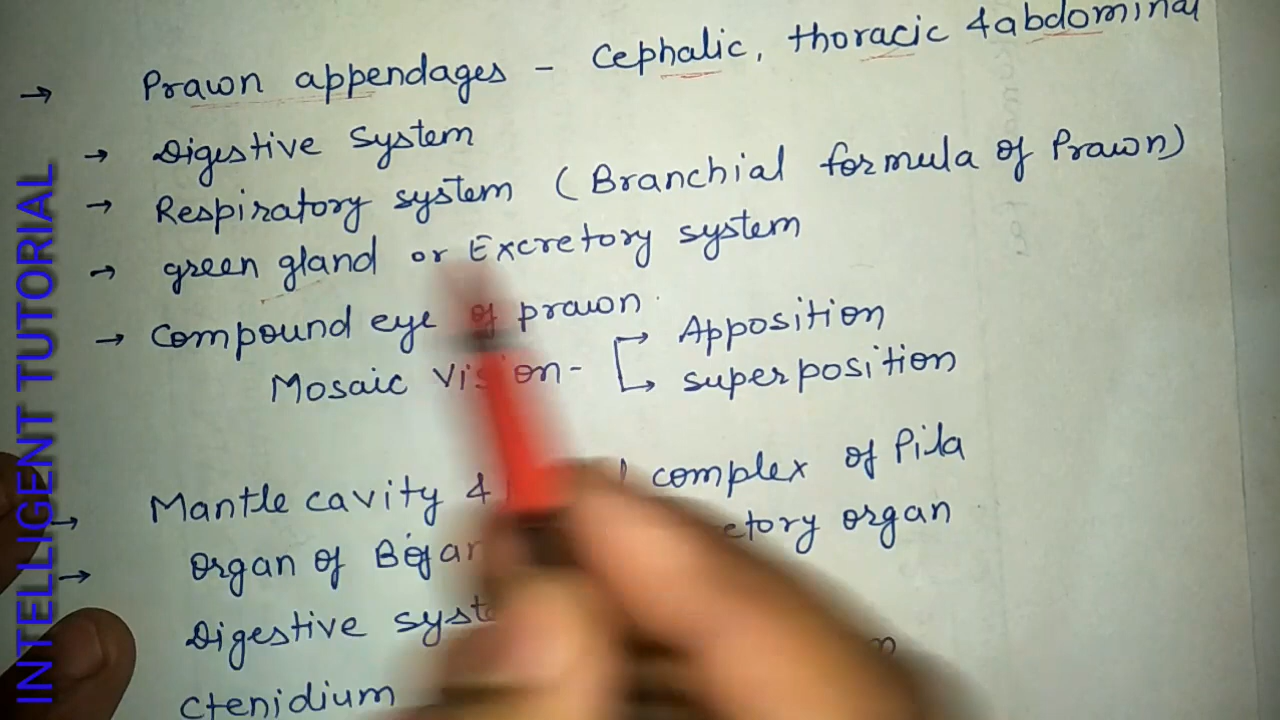 → Prawn appendages - Cephalic, thoracic & abdominal
→ Digestive System
→ Respiratory system (Branchial formula of Prawn)
→ green gland or Excretory system
→ Compound eye of prawn
Mosaic Vision-
→ Apposition
→ superposition
→ Mantle cavity & complex of Pila
→ Organ of organ
Digestive
Ctenidium
INTELLIGENT TUTORIAL